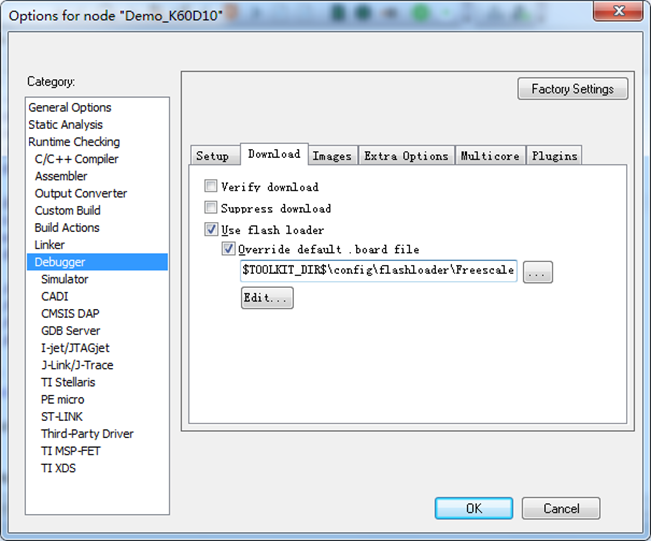 Options for node "Demo_K60D10"
Category:
General Options
Static Analysis
Runtime Checking
C/C++ Compiler
Assembler
Output Converter
Custom Build
Build Actions
Linker
Debugger
Simulator
CADI
CMSIS DAP
GDB Server
I-jet/JTAGjet
J-Link/J-Trace
TI Stellaris
PE micro
ST-LINK
Third-Party Driver
TI MSP-FET
TI XDS
Factory Settings
Setup Download Images Extra Options Multicore Plugins
Verify download
Suppress download
Use flash loader
Override default .board file
$TOOLKIT_DIR$\config\flashloader\Freescale ...
Edit...
OK Cancel